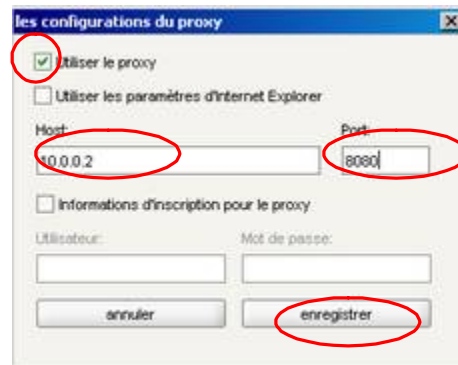 les configurations du proxy
Utiliser le proxy
Utiliser les paramètres d'Internet Explorer
Host: Port:
10.0.0.2 8080
Informations d'inscription pour le proxy
Utilisateur: Mot de passe:
annuler enregistrer